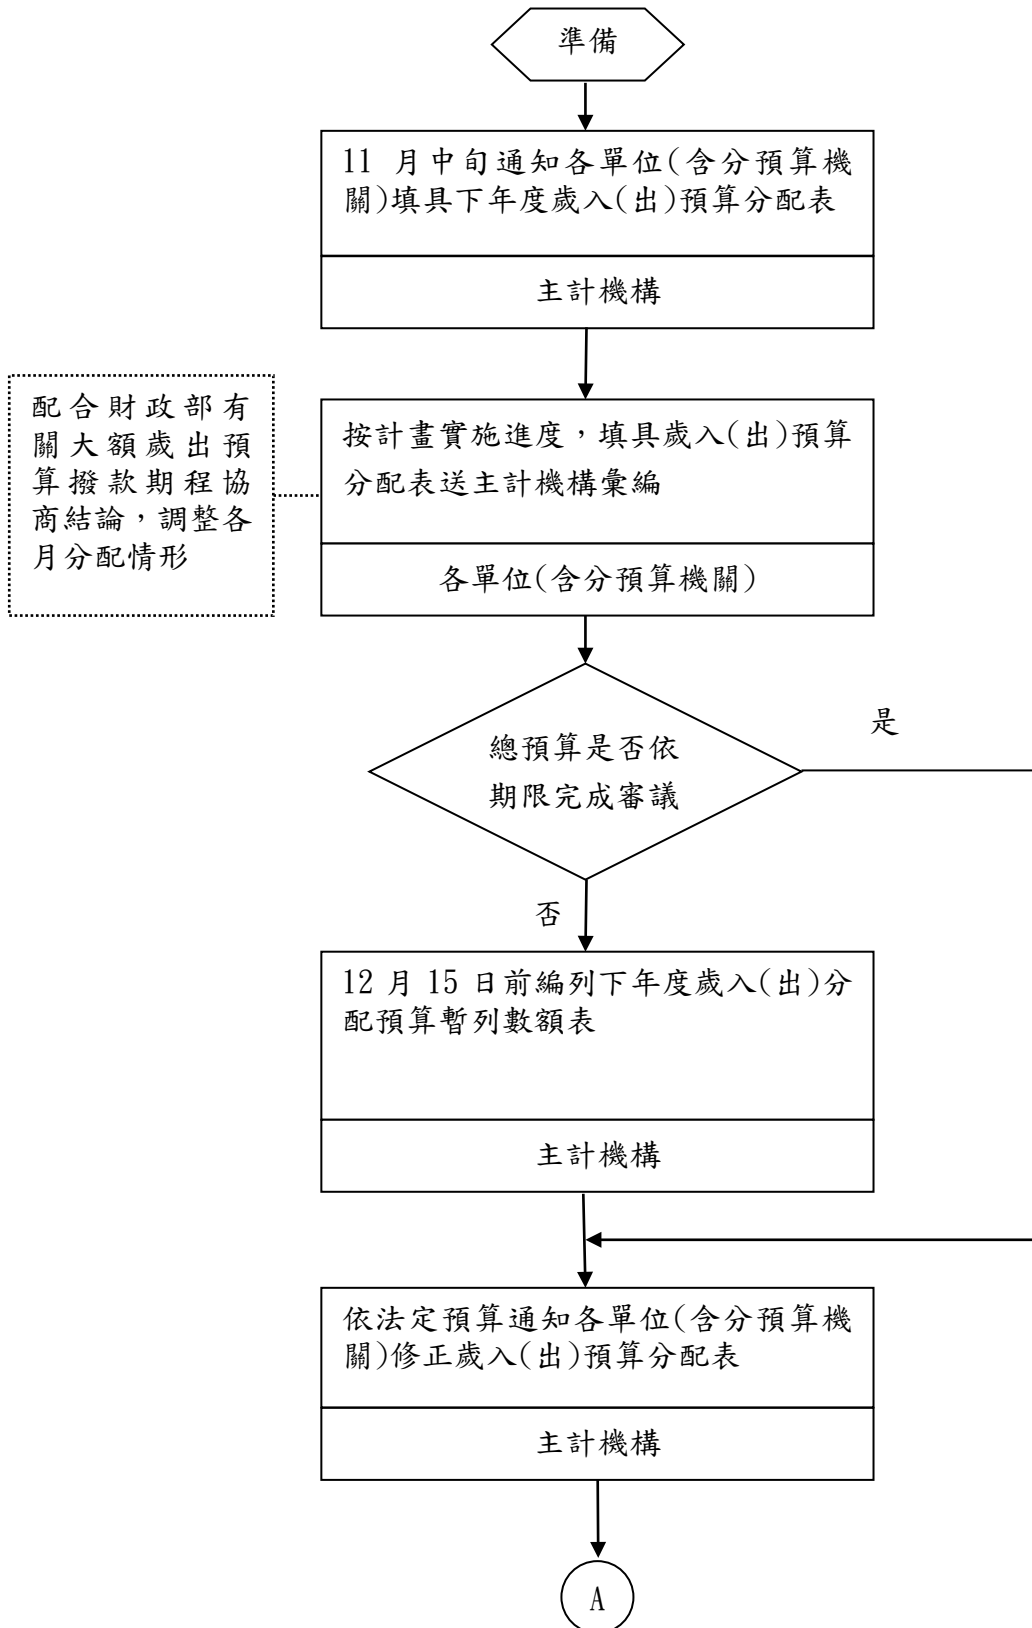 準備
11 月中旬通知各單位(含分預算機
關)填具下年度歲入(出)預算分配表
主計機構
配合財政部有
關大額歲出預
算撥款期程協
商結論，調整各
月分配情形
按計畫實施進度，填具歲入(出)預算
分配表送主計機構彙編
各單位(含分預算機關)
總預算是否依
期限完成審議
是
否
12 月 15 日前編列下年度歲入(出)分
配預算暫列數額表
主計機構
依法定預算通知各單位(含分預算機
關)修正歲入(出)預算分配表
主計機構
A